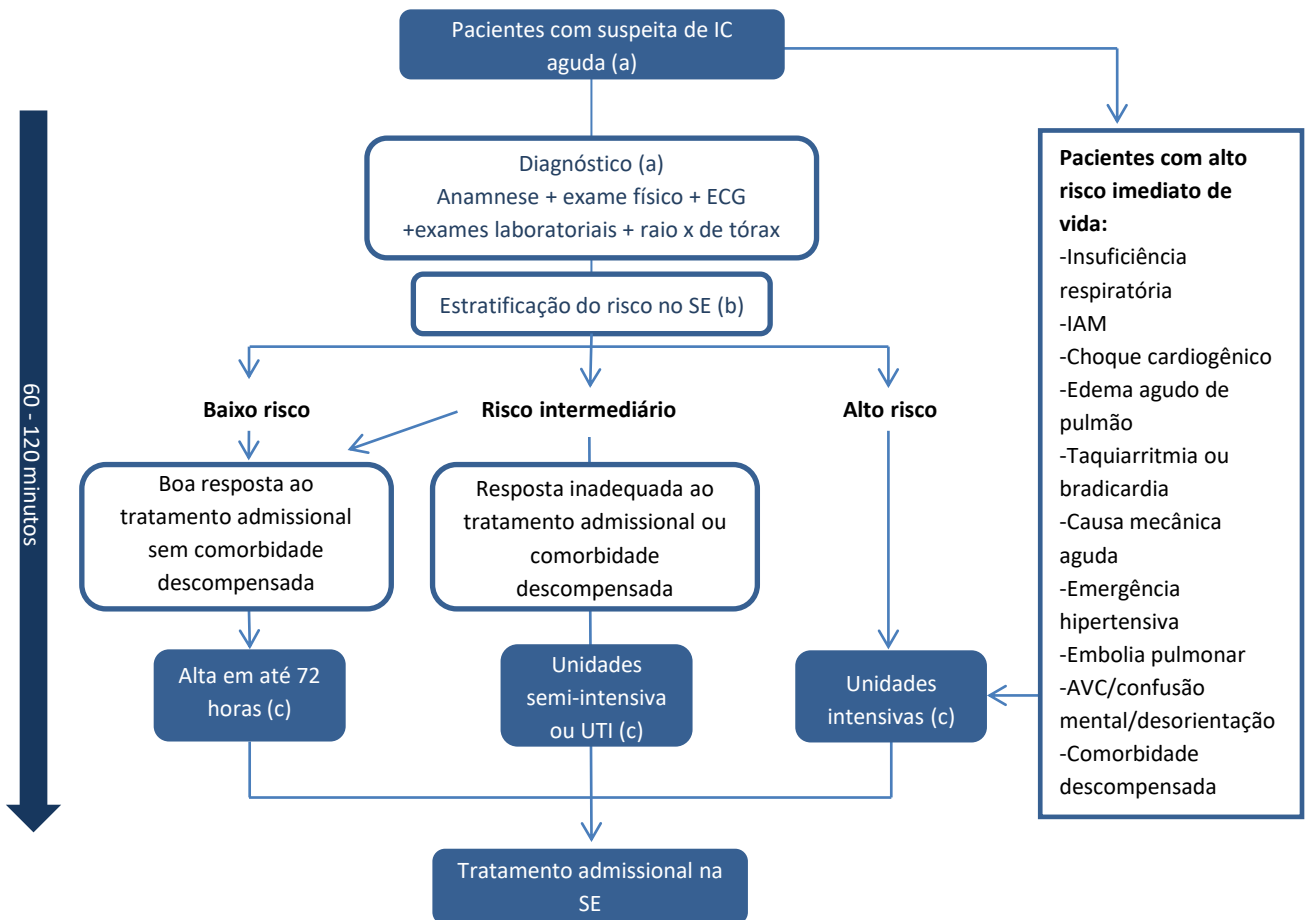 Pacientes com suspeita de IC
aguda (a)
Diagnóstico (a)
Anamnese + exame físico + ECG
+exames laboratoriais + raio x de tórax
Estratificação do risco no SE (b)
Baixo risco
Risco intermediário
Alto risco
Boa resposta ao
tratamento admissional
sem comorbidade
descompensada
Resposta inadequada ao
tratamento admissional ou
comorbidade
descompensada
Alta em até 72
horas (c)
Unidades
semi-intensiva
ou UTI (c)
Unidades
intensivas (c)
Tratamento admissional na
SE
Pacientes com alto
risco imediato de
vida:
-Insuficiência
respiratória
-IAM
-Choque cardiogênico
-Edema agudo de
pulmão
-Taquiarritmia ou
bradicardia
-Causa mecânica
aguda
-Emergência
hipertensiva
-Embolia pulmonar
-AVC/confusão
mental/desorientação
-Comorbidade
descompensada
60 - 120 minutos